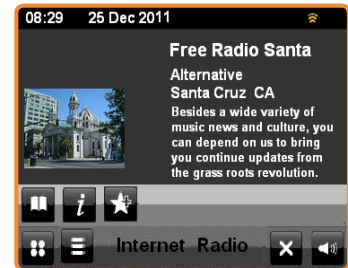 08:29 25 Dec 2011
Free Radio Santa
Alternative
Santa Cruz CA
Besides a wide variety of
music news and culture, you
can depend on us to bring
you continue updates from
the grass roots revolution.
i
Internet Radio